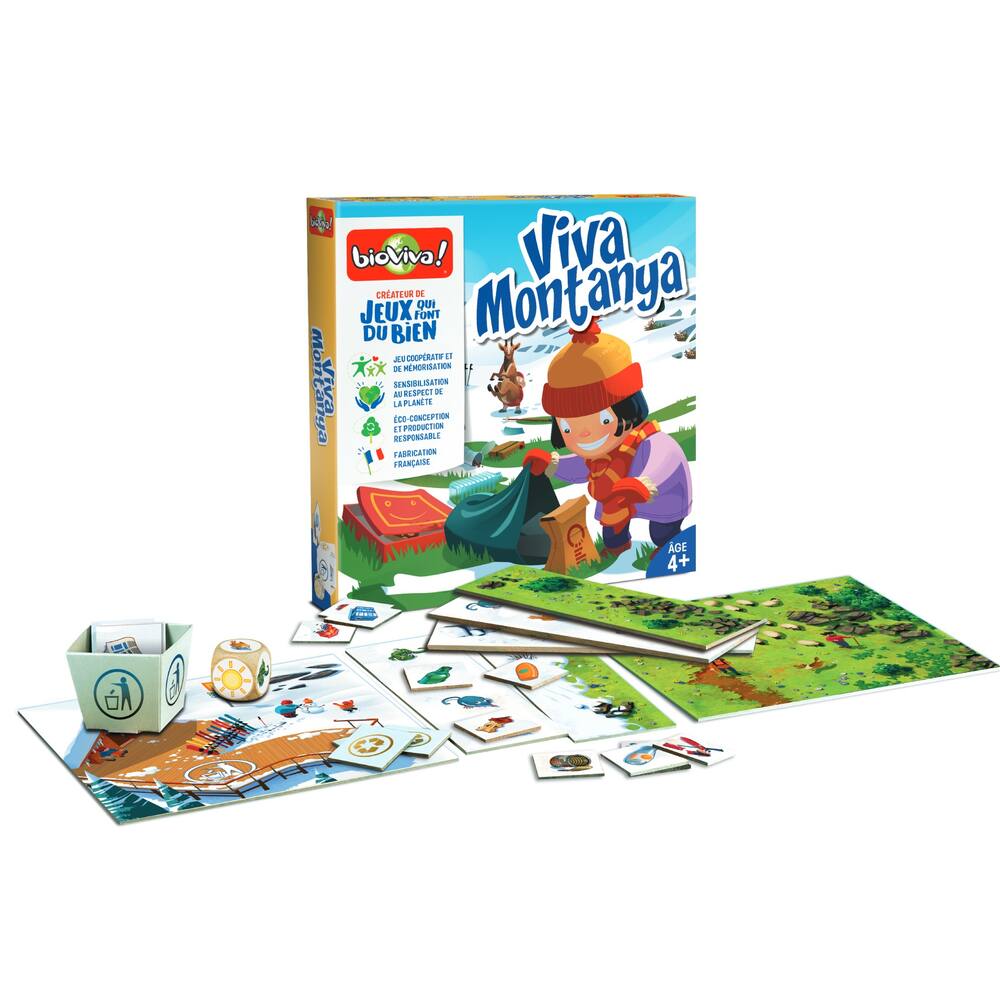 bioviva!
Viva
Montanya
bioviva!
CRÉATEUR DE
JEUX QUI FONT
DU BIEN
JEU COOPÉRATIF ET
DE MÉMORISATION
SENSIBILISATION
AU RESPECT DE
LA PLANÈTE
ÉCO-CONCEPTION
ET PRODUCTION
RESPONSABLE
FABRICATION
FRANÇAISE
Viva
Montanya
ÂGE
4+